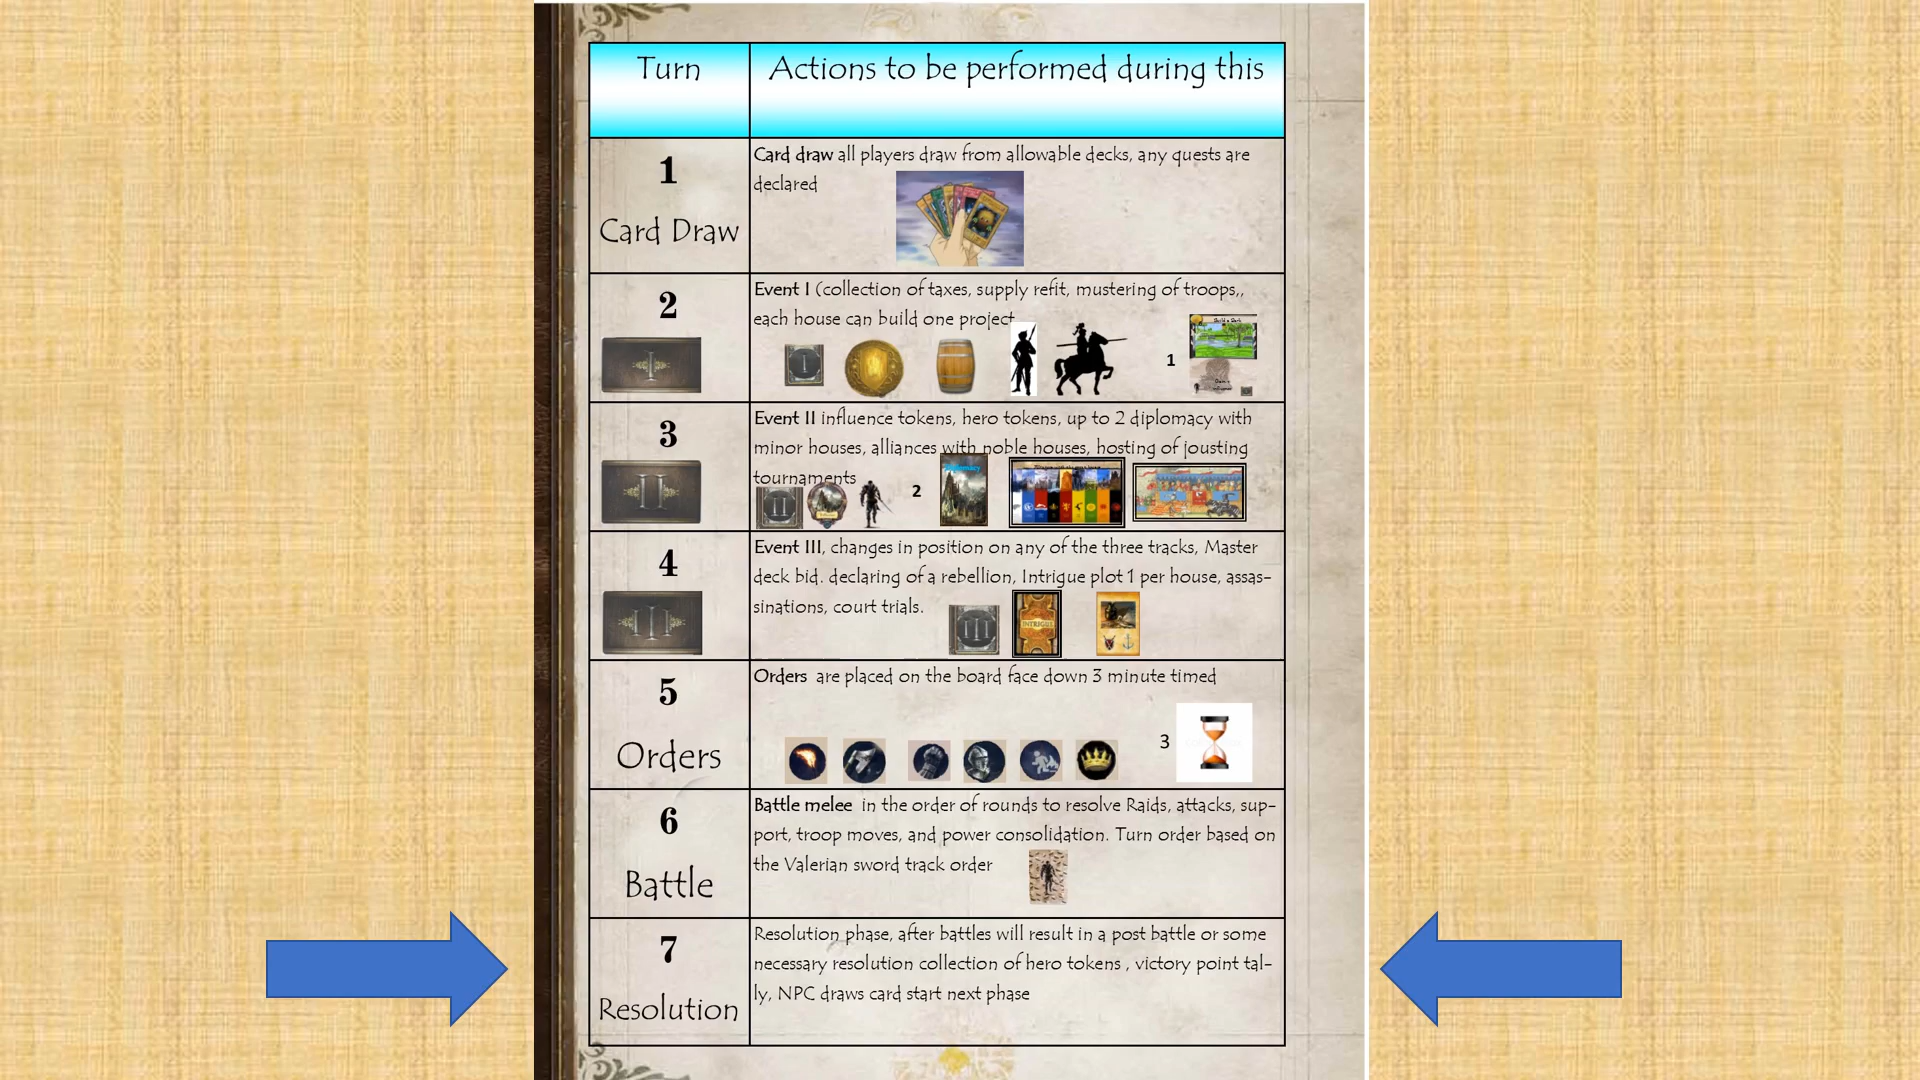 Turn
Actions to be performed during this
1
Card Draw
Card draw all players draw from allowable decks, any quests are
declared
2
I
Event I (collection of taxes, supply refit, mustering of troops,,
each house can build one project
I
1
3
II
Event II influence tokens, hero tokens, up to 2 diplomacy with
minor houses, alliances with noble houses, hosting of jousting
tournaments
II
2
4
III
Event III, changes in position on any of the three tracks, Master
deck bid. declaring of a rebellion, Intrigue plot 1 per house, assas-
sinations, court trials.
III
INTRIGUE
5
Orders
Orders are placed on the board face down 3 minute timed
3
6
Battle
Battle melee in the order of rounds to resolve Raids, attacks, sup-
port, troop moves, and power consolidation. Turn order based on
the Valerian sword track order
7
Resolution
Resolution phase, after battles will result in a post battle or some
necessary resolution collection of hero tokens , victory point tal-
ly, NPC draws card start next phase